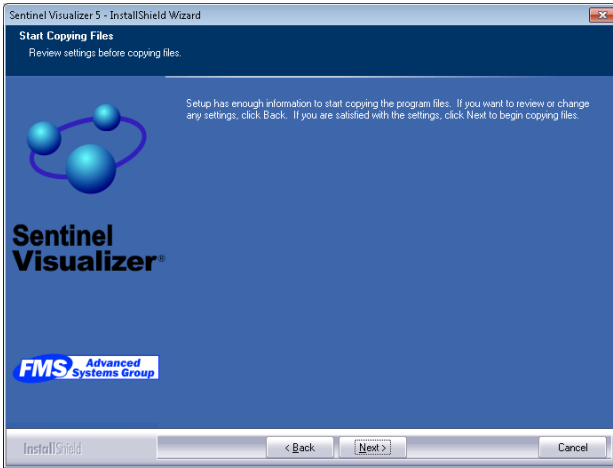 Sentinel Visualizer 5 - InstallShield Wizard
Start Copying Files
Review settings before copying files.
Setup has enough information to start copying the program files. If you want to review or change
any settings, click Back. If you are satisfied with the settings, click Next to begin copying files.
Sentinel
Visualizer®
FMS Advanced
Systems Group
InstallShield
< Back
Next >
Cancel